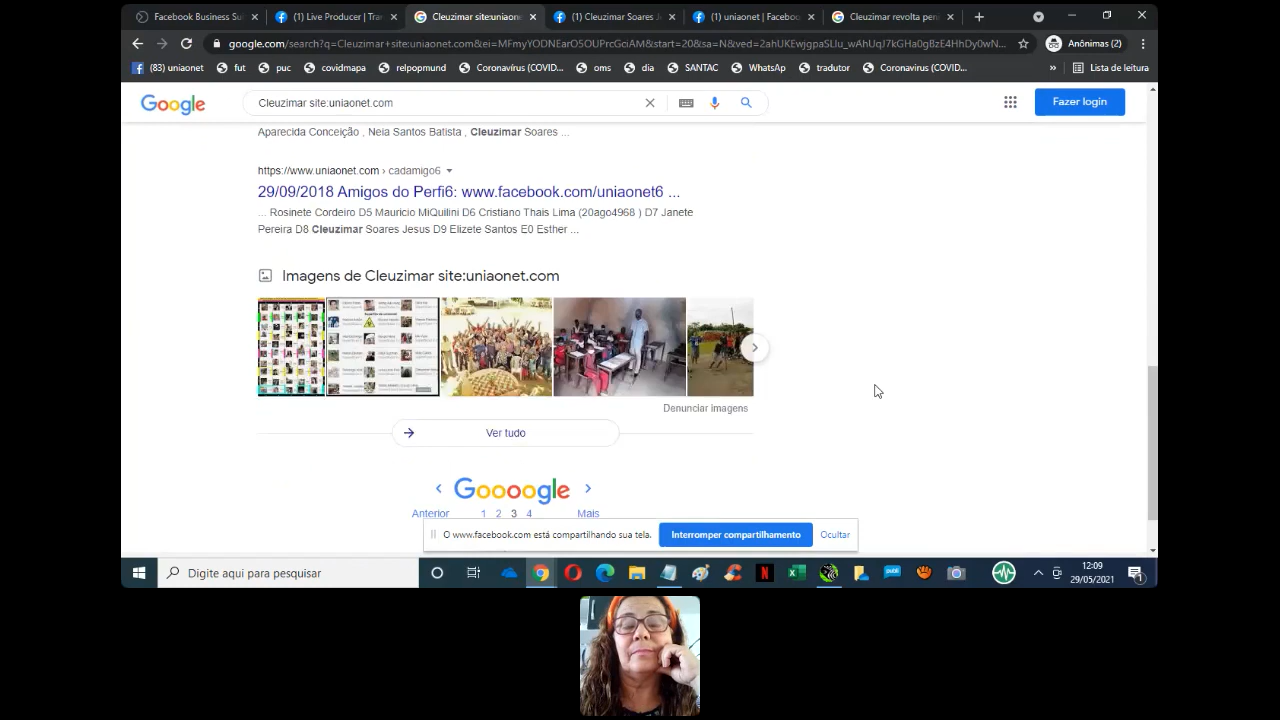 Facebook Business Sui
(1) Live Producer | Tra
Cleuzimar site:uniaone
(1) Cleuzimar Soares J
(1) uniaonet | Facebo
Cleuzimar revolta pen
google.com/search?q=Cleuzimar+site:uniaonet.com&ei=MFmyYODNEarO5OUPrcGciAM&start=20&sa=N&ved=2ahUKEwjgpaSLlu_wAhUqJ7kGHa0gBzE4HhDy0wN...
Anônimas (2)
(83) uniaonet
fut
puc
covidmapa
relpopmund
Coronavírus (COVID...
oms
dia
SANTAC
WhatsApp
tradutor
Coronavirus (COVID...
»
Lista de leitura
Google
Cleuzimar site:uniaonet.com
Fazer login
Aparecida Conceição , Neia Santos Batista , Cleuzimar Soares ...
https://www.uniaonet.com › cadamigo6
29/09/2018 Amigos do Perfi6: www.facebook.com/uniaonet6 ...
... Rosinete Cordeiro D5 Mauricio MiQuilini D6 Cristiano Thais Lima (20ago4968 ) D7 Janete
Pereira D8 Cleuzimar Soares Jesus D9 Elizete Santos E0 Esther ...
Imagens de Cleuzimar site:uniaonet.com
Denunciar imagens
Ver tudo
Goooogle
Anterior 1 2 3 4 Mais
O www.facebook.com está compartilhando sua tela.
Interromper compartilhamento
Ocultar
Digite aqui para pesquisar
publ
12:09
29/05/2021
1